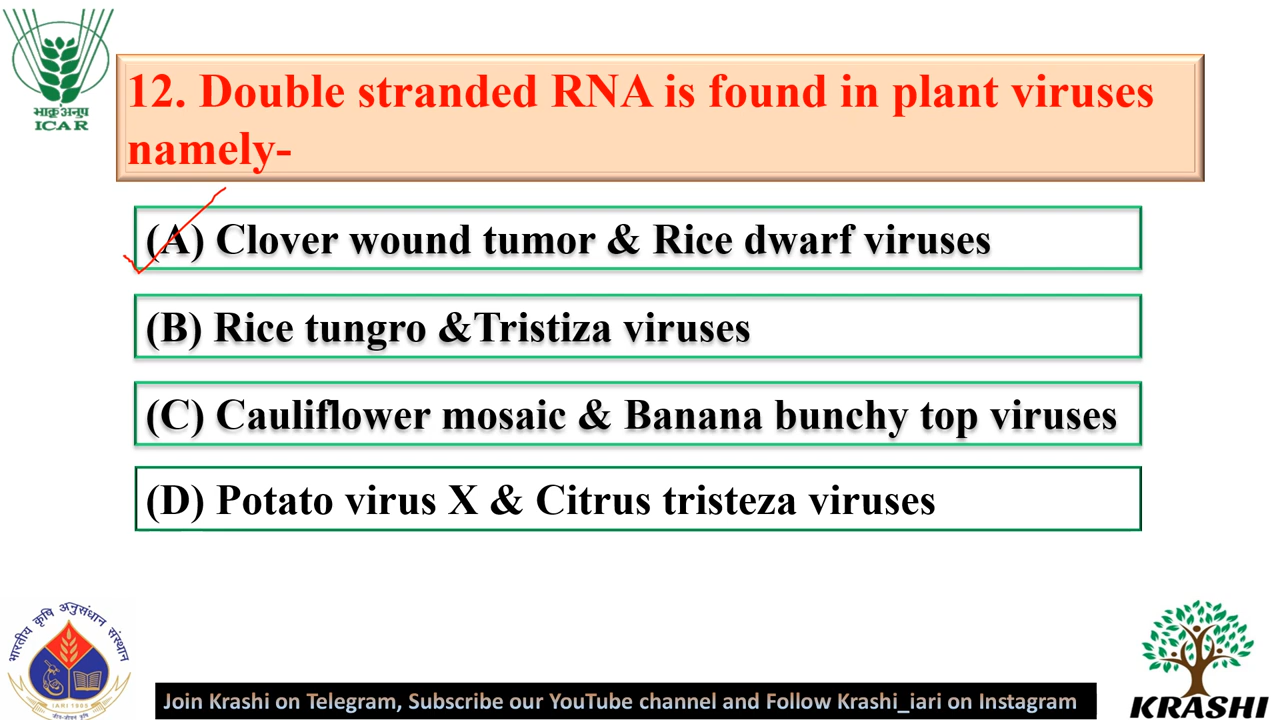 भाकृअनुप
ICAR
12. Double stranded RNA is found in plant viruses
namely-
(A) Clover wound tumor & Rice dwarf viruses
(B) Rice tungro &Tristiza viruses
(C) Cauliflower mosaic & Banana bunchy top viruses
(D) Potato virus X & Citrus tristeza viruses
भारतीय कृषि अनुसंधान संस्थान
IARI 1905
Join Krashi on Telegram, Subscribe our YouTube channel and Follow Krashi_iari on Instagram
KRASHI